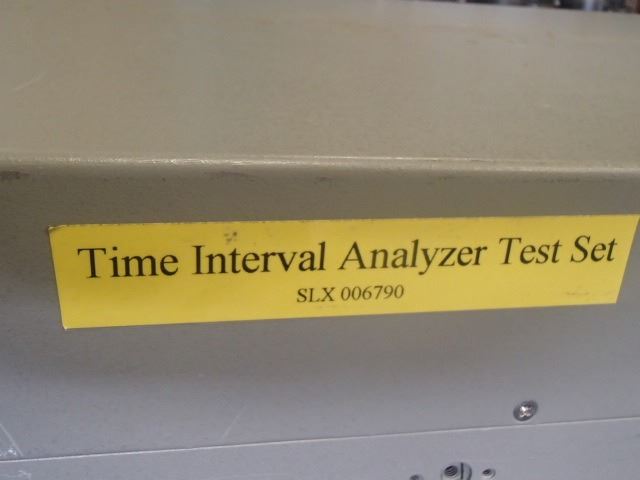 Time Interval Analyzer Test Set
SLX 006790